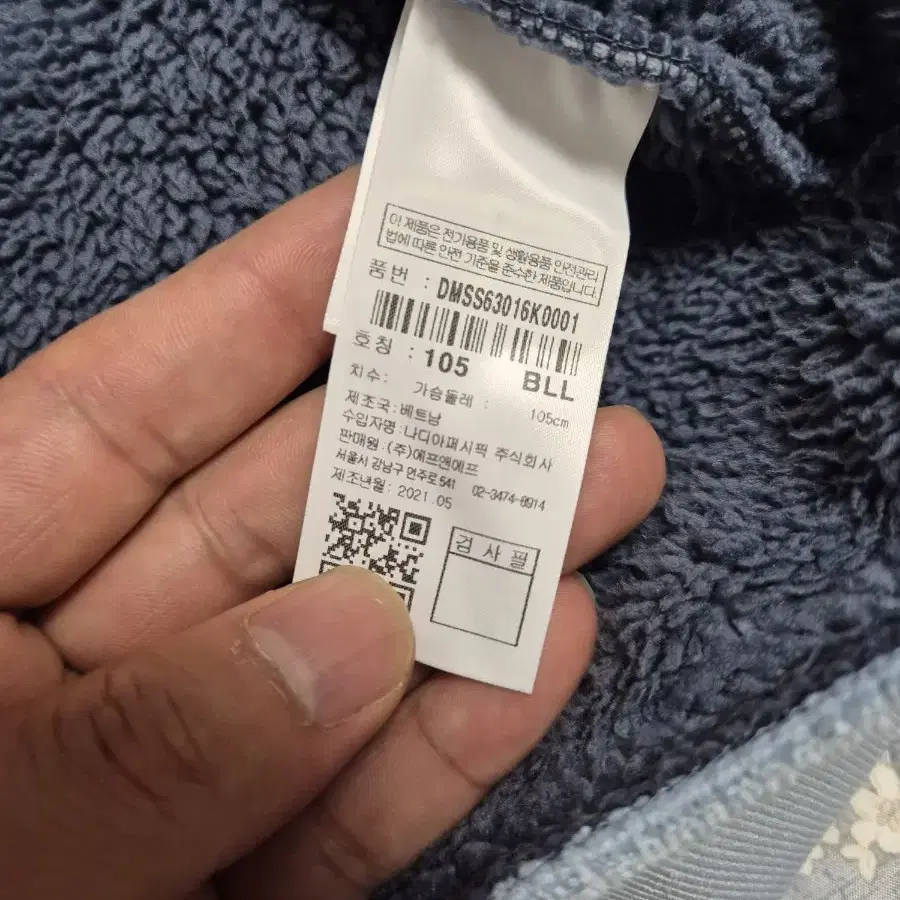 이 제품은 전기용품 및 생활용품 안전관리
법에 따른 안전 기준을 준수한 제품입니다.
품번 : DMSS63016K0001
호칭 : 105 BLL
치수 : 가슴둘레 : 105cm
제조국 : 베트남
수입자명 : 나디아퍼시픽 주식회사
판매원 : (주)에프앤에프
서울시 강남구 언주로 541 02-3474-8914
제조년월 : 2021.05
검사필